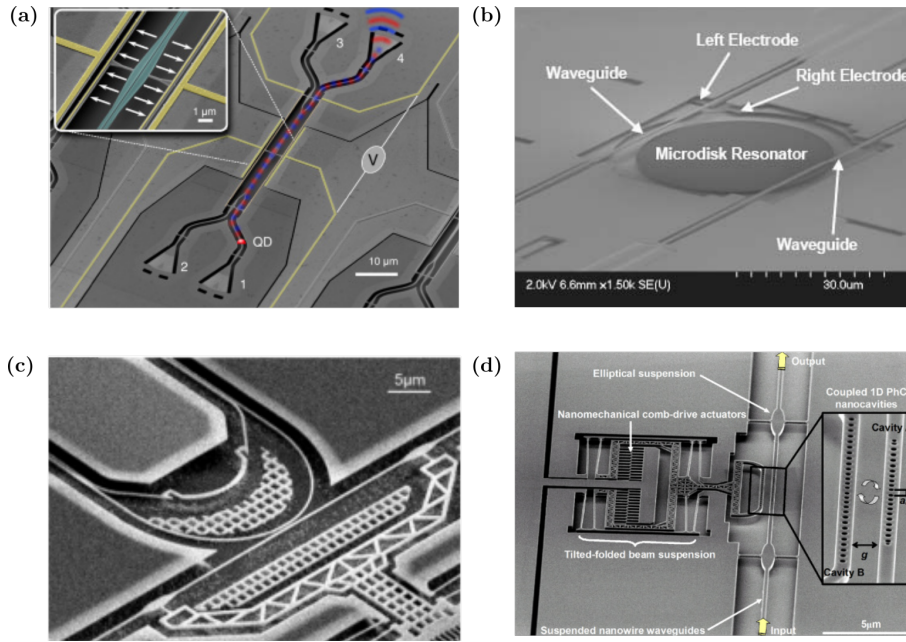 (a)
3
4
V
1 μm
QD
10 μm
2
1
(b)
Left Electrode
Waveguide
Right Electrode
Microdisk Resonator
Waveguide
2.0kV 6.6mm x1.50k SE(U)
30.0um
(c)
5μm
(d)
Output
Elliptical suspension
Coupled 1D PhC
nanocavities
Nanomechanical comb-drive actuators
Cavity
g
Tilted-folded beam suspension
Cavity B
Suspended nanowire waveguides
Input
5μm